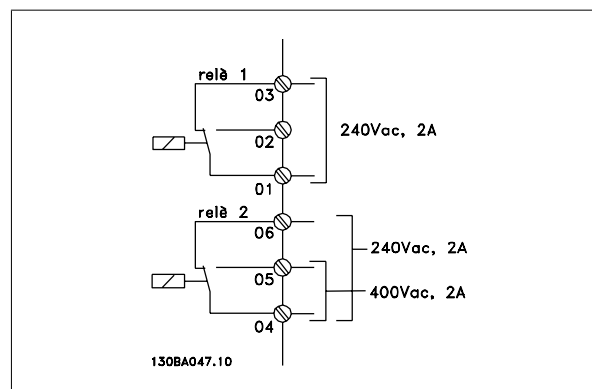 relè 1
03
02
240Vac, 2A
01
relè 2
06
240Vac, 2A
05
400Vac, 2A
04
130BA047.10